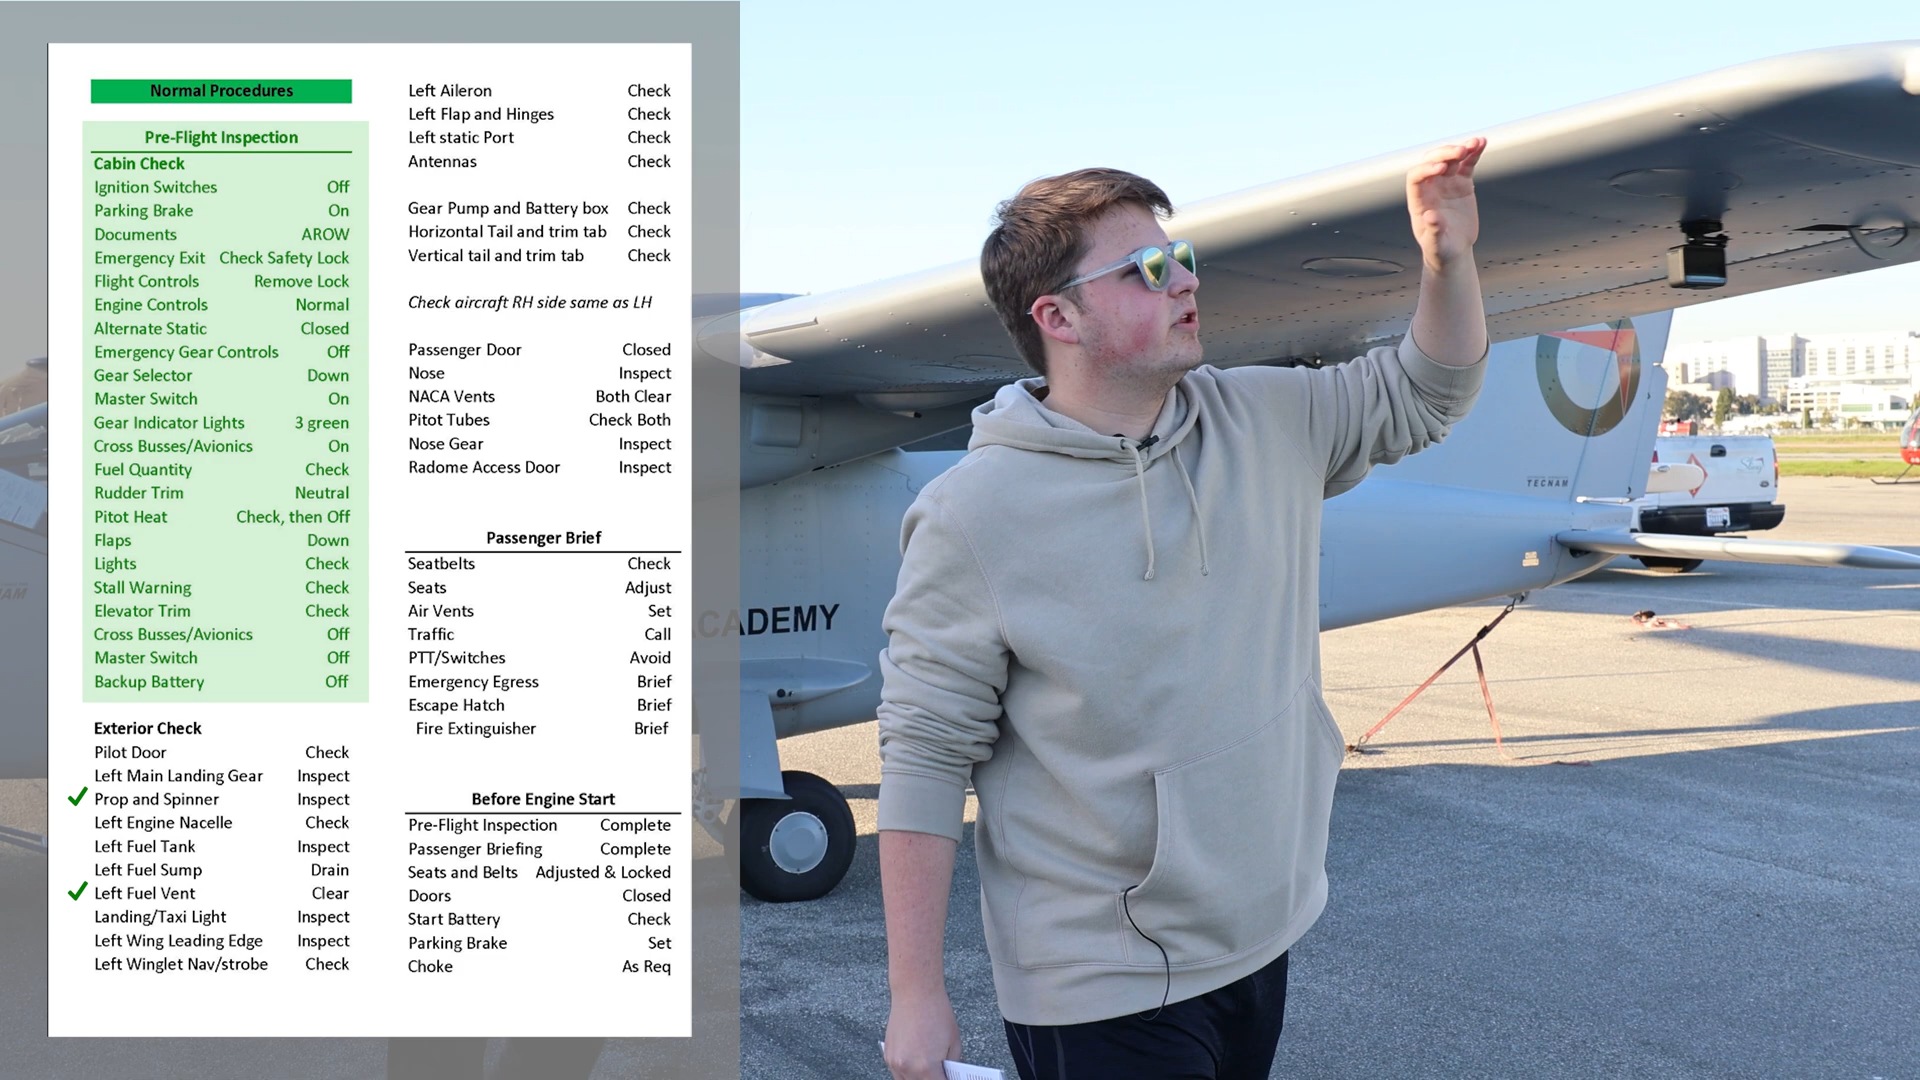 Normal Procedures
Pre-Flight Inspection
Cabin Check
Ignition Switches Off
Parking Brake On
Documents AROW
Emergency Exit Check Safety Lock
Flight Controls Remove Lock
Engine Controls Normal
Alternate Static Closed
Emergency Gear Controls Off
Gear Selector Down
Master Switch On
Gear Indicator Lights 3 green
Cross Busses/Avionics On
Fuel Quantity Check
Rudder Trim Neutral
Pitot Heat Check, then Off
Flaps Down
Lights Check
Stall Warning Check
Elevator Trim Check
Cross Busses/Avionics Off
Master Switch Off
Backup Battery Off
Exterior Check
Pilot Door Check
Left Main Landing Gear Inspect
Prop and Spinner Inspect
Left Engine Nacelle Check
Left Fuel Tank Inspect
Left Fuel Sump Drain
Left Fuel Vent Clear
Landing/Taxi Light Inspect
Left Wing Leading Edge Inspect
Left Winglet Nav/strobe Check
Left Aileron Check
Left Flap and Hinges Check
Left static Port Check
Antennas Check
Gear Pump and Battery box Check
Horizontal Tail and trim tab Check
Vertical tail and trim tab Check
Check aircraft RH side same as LH
Passenger Door Closed
Nose Inspect
NACA Vents Both Clear
Pitot Tubes Check Both
Nose Gear Inspect
Radome Access Door Inspect
Passenger Brief
Seatbelts Check
Seats Adjust
Air Vents Set
Traffic Call
PTT/Switches Avoid
Emergency Egress Brief
Escape Hatch Brief
Fire Extinguisher Brief
Before Engine Start
Pre-Flight Inspection Complete
Passenger Briefing Complete
Seats and Belts Adjusted & Locked
Doors Closed
Start Battery Check
Parking Brake Set
Choke As Req
CADEMY
TECNAM